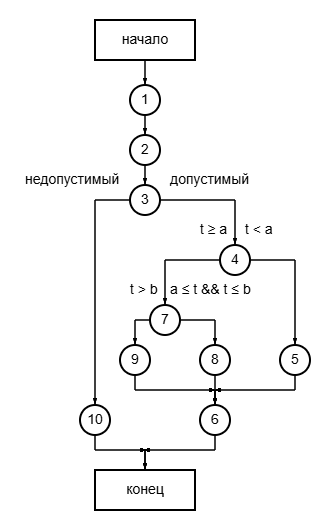 начало
1
2
недопустимый допустимый
3
t ≥ a t < a
4
t > b a ≤ t && t ≤ b
7
9 8 5
10 6
конец